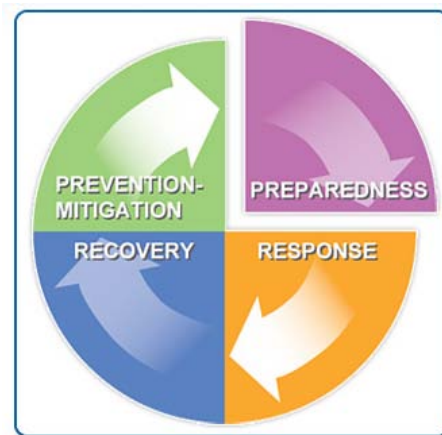 PREVENTION-
MITIGATION
PREPAREDNESS
RECOVERY
RESPONSE